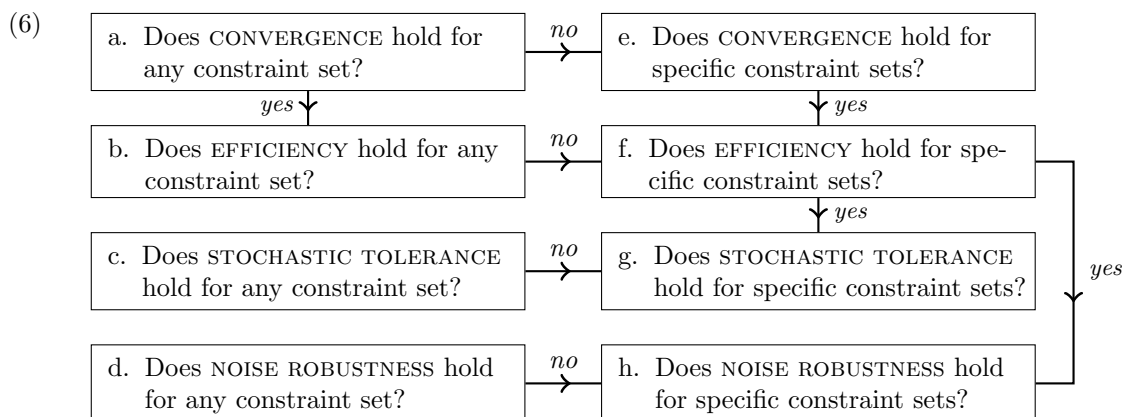 (6)
a. Does CONVERGENCE hold for
any constraint set?
no
e. Does CONVERGENCE hold for
specific constraint sets?
yes
yes
b. Does EFFICIENCY hold for any
constraint set?
no
f. Does EFFICIENCY hold for spe-
cific constraint sets?
yes
c. Does STOCHASTIC TOLERANCE
hold for any constraint set?
no
g. Does STOCHASTIC TOLERANCE
hold for specific constraint sets?
yes
d. Does NOISE ROBUSTNESS hold
for any constraint set?
no
h. Does NOISE ROBUSTNESS hold
for specific constraint sets?